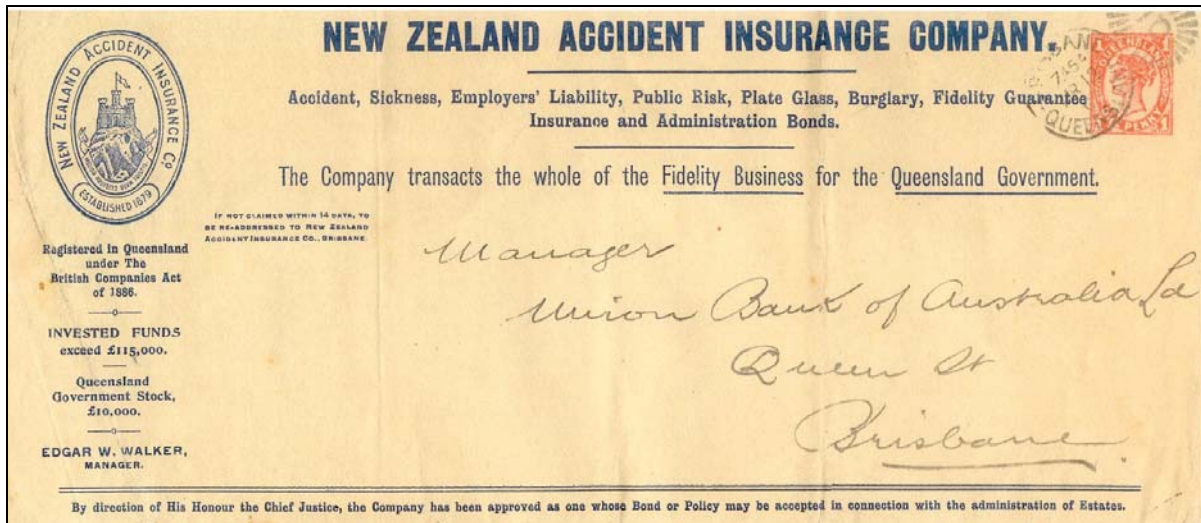 NEW ZEALAND ACCIDENT INSURANCE COMPANY.
Accident, Sickness, Employers' Liability, Public Risk, Plate Glass, Burglary, Fidelity Guarantee
Insurance and Administration Bonds.
The Company transacts the whole of the Fidelity Business for the Queensland Government.
NEW ZEALAND ACCIDENT INSURANCE Co
ESTABLISHED 1879
IF NOT CLAIMED WITHIN 14 DAYS, TO
BE RE-ADDRESSED TO NEW ZEALAND
ACCIDENT INSURANCE CO., BRISBANE.
Registered in Queensland
under The
British Companies Act
of 1886.
INVESTED FUNDS
exceed £115,000.
Queensland
Government Stock,
£10,000.
EDGAR W. WALKER,
MANAGER.
1 QUEENSLAND
PENNY 1
Manager
Union Bank of Australia Ld
Queen St
Brisbane
By direction of His Honour the Chief Justice, the Company has been approved as one whose Bond or Policy may be accepted in connection with the administration of Estates.